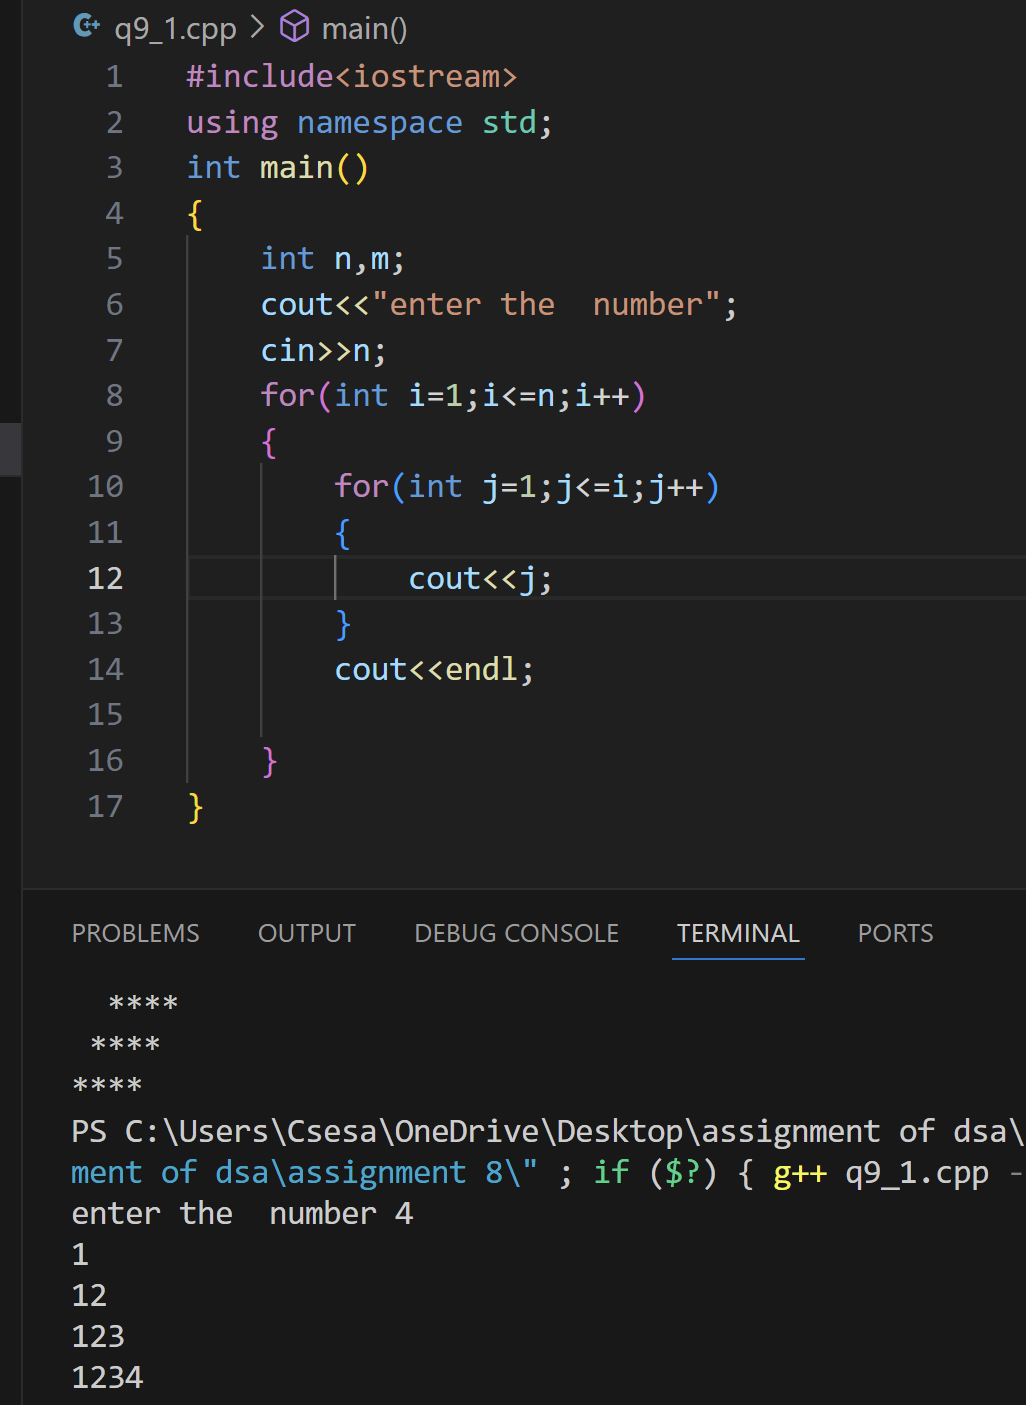 q9_1.cpp > main()
1 #include<iostream>
2 using namespace std;
3 int main()
4 {
5     int n,m;
6     cout<<"enter the  number";
7     cin>>n;
8     for(int i=1;i<=n;i++)
9     {
10         for(int j=1;j<=i;j++)
11         {
12             cout<<j;
13         }
14         cout<<endl;
15
16     }
17 }
PROBLEMS OUTPUT DEBUG CONSOLE TERMINAL PORTS
  ****
 ****
****
PS C:\Users\Csesa\OneDrive\Desktop\assignment of dsa\
ment of dsa\assignment 8\" ; if ($?) { g++ q9_1.cpp -
enter the  number 4
1
12
123
1234